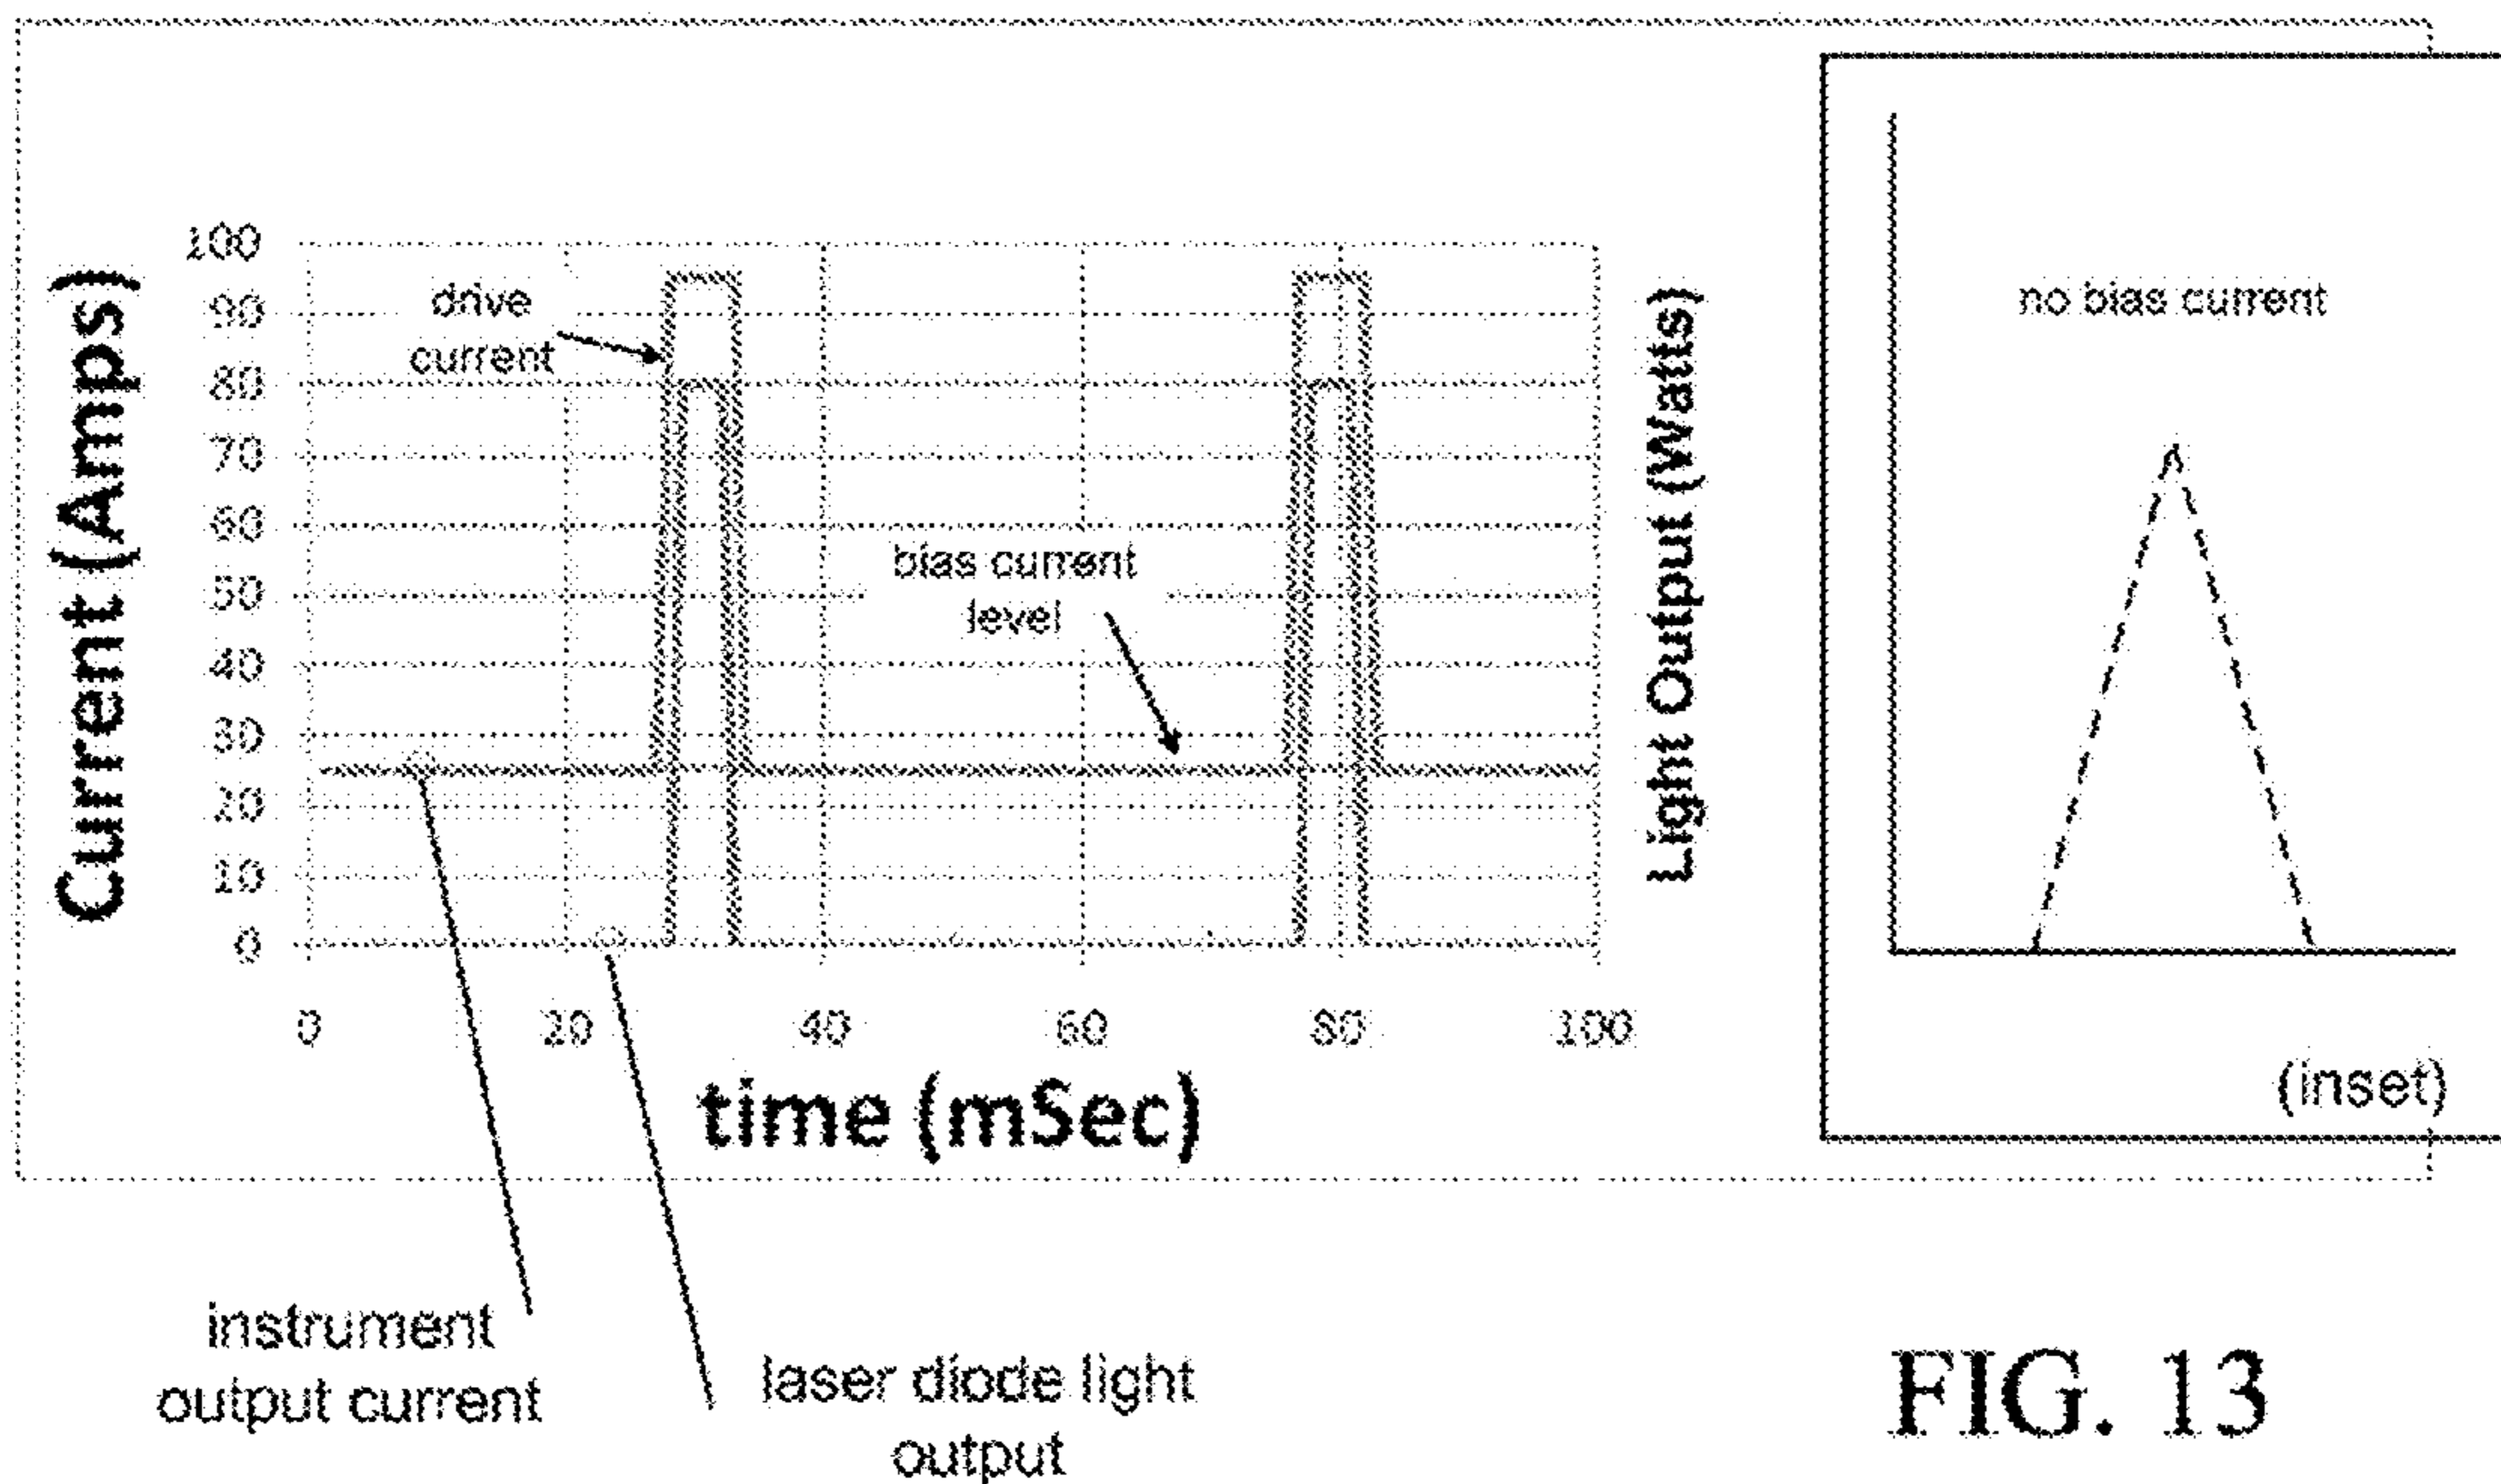 Current (Amps)
100
90
80
70
60
50
40
30
20
10
0
drive
current
bias current
level
0
20
40
60
80
100
time (mSec)
Light Output (Watts)
no bias current
(inset)
instrument
output current
laser diode light
output
FIG. 13